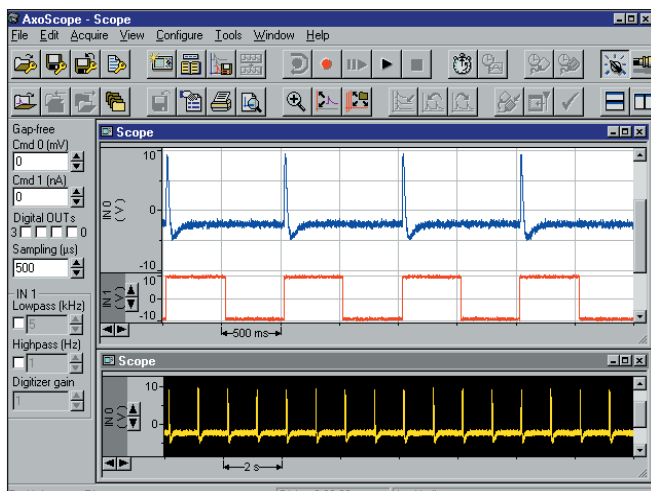 AxoScope - Scope
File Edit Acquire View Configure Tools Window Help
Gap-free
Cmd 0 (mV)
0
Cmd 1 (nA)
0
Digital OUTs
3 0
Sampling (µs)
500
IN 1
Lowpass (kHz)
5
Highpass (Hz)
1
Digitizer gain
1
Scope
10
0
-10
IN 0
(V)
10
0
-10
IN 1
(V)
500 ms
Scope
10
0
IN 0
(V)
2 s